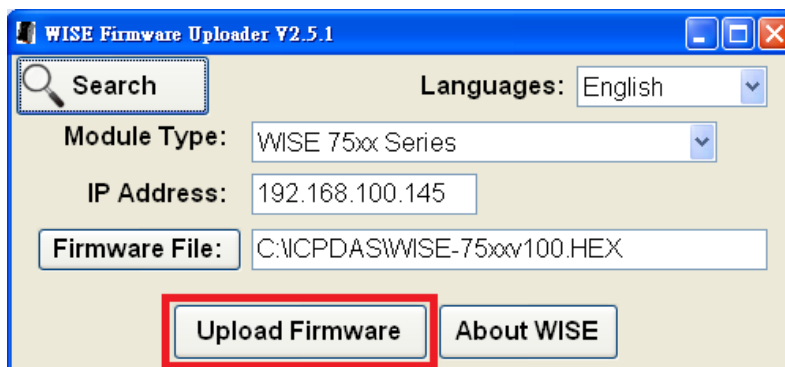 WISE Firmware Uploader V2.5.1
Search Languages: English
Module Type: WISE 75xx Series
IP Address: 192.168.100.145
Firmware File: C:\ICPDAS\WISE-75xxv100.HEX
Upload Firmware About WISE